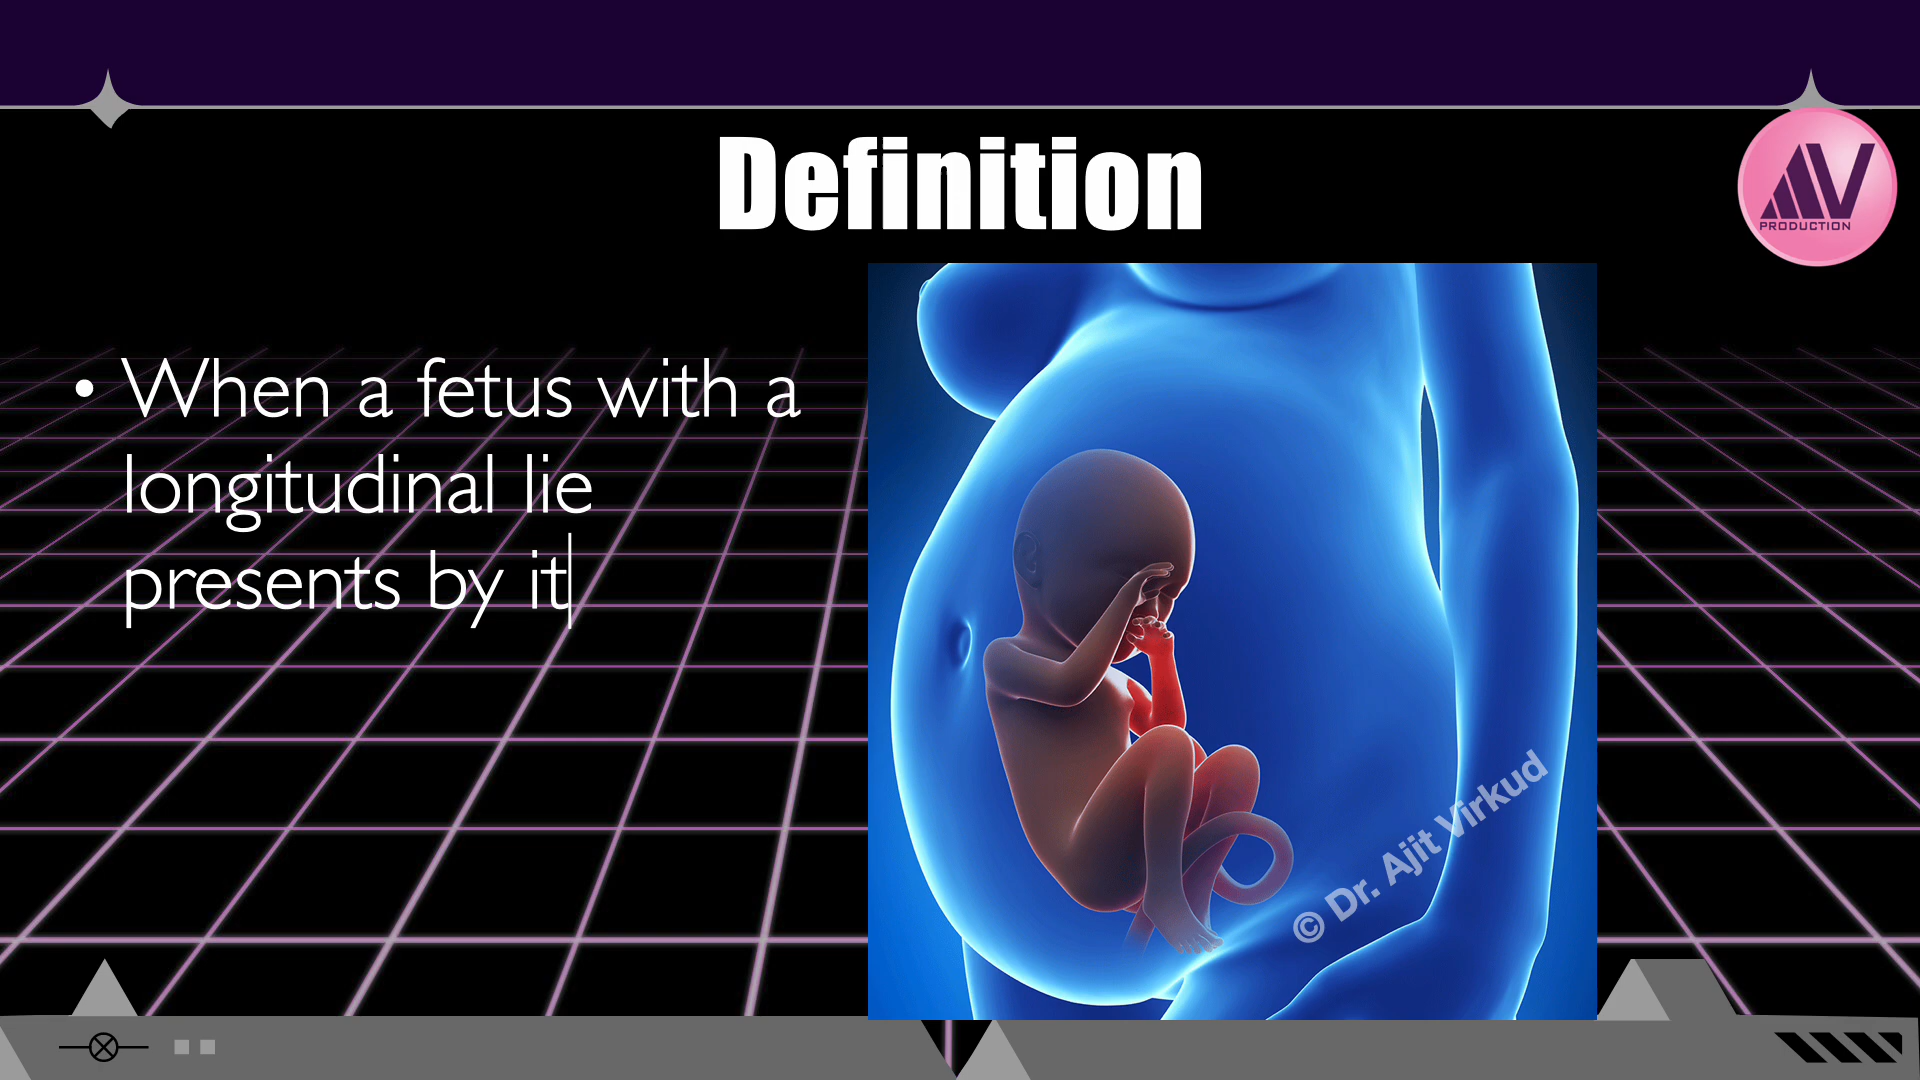 Definition
AV
PRODUCTION
• When a fetus with a
longitudinal lie
presents by it
© Dr. Ajit Virkud